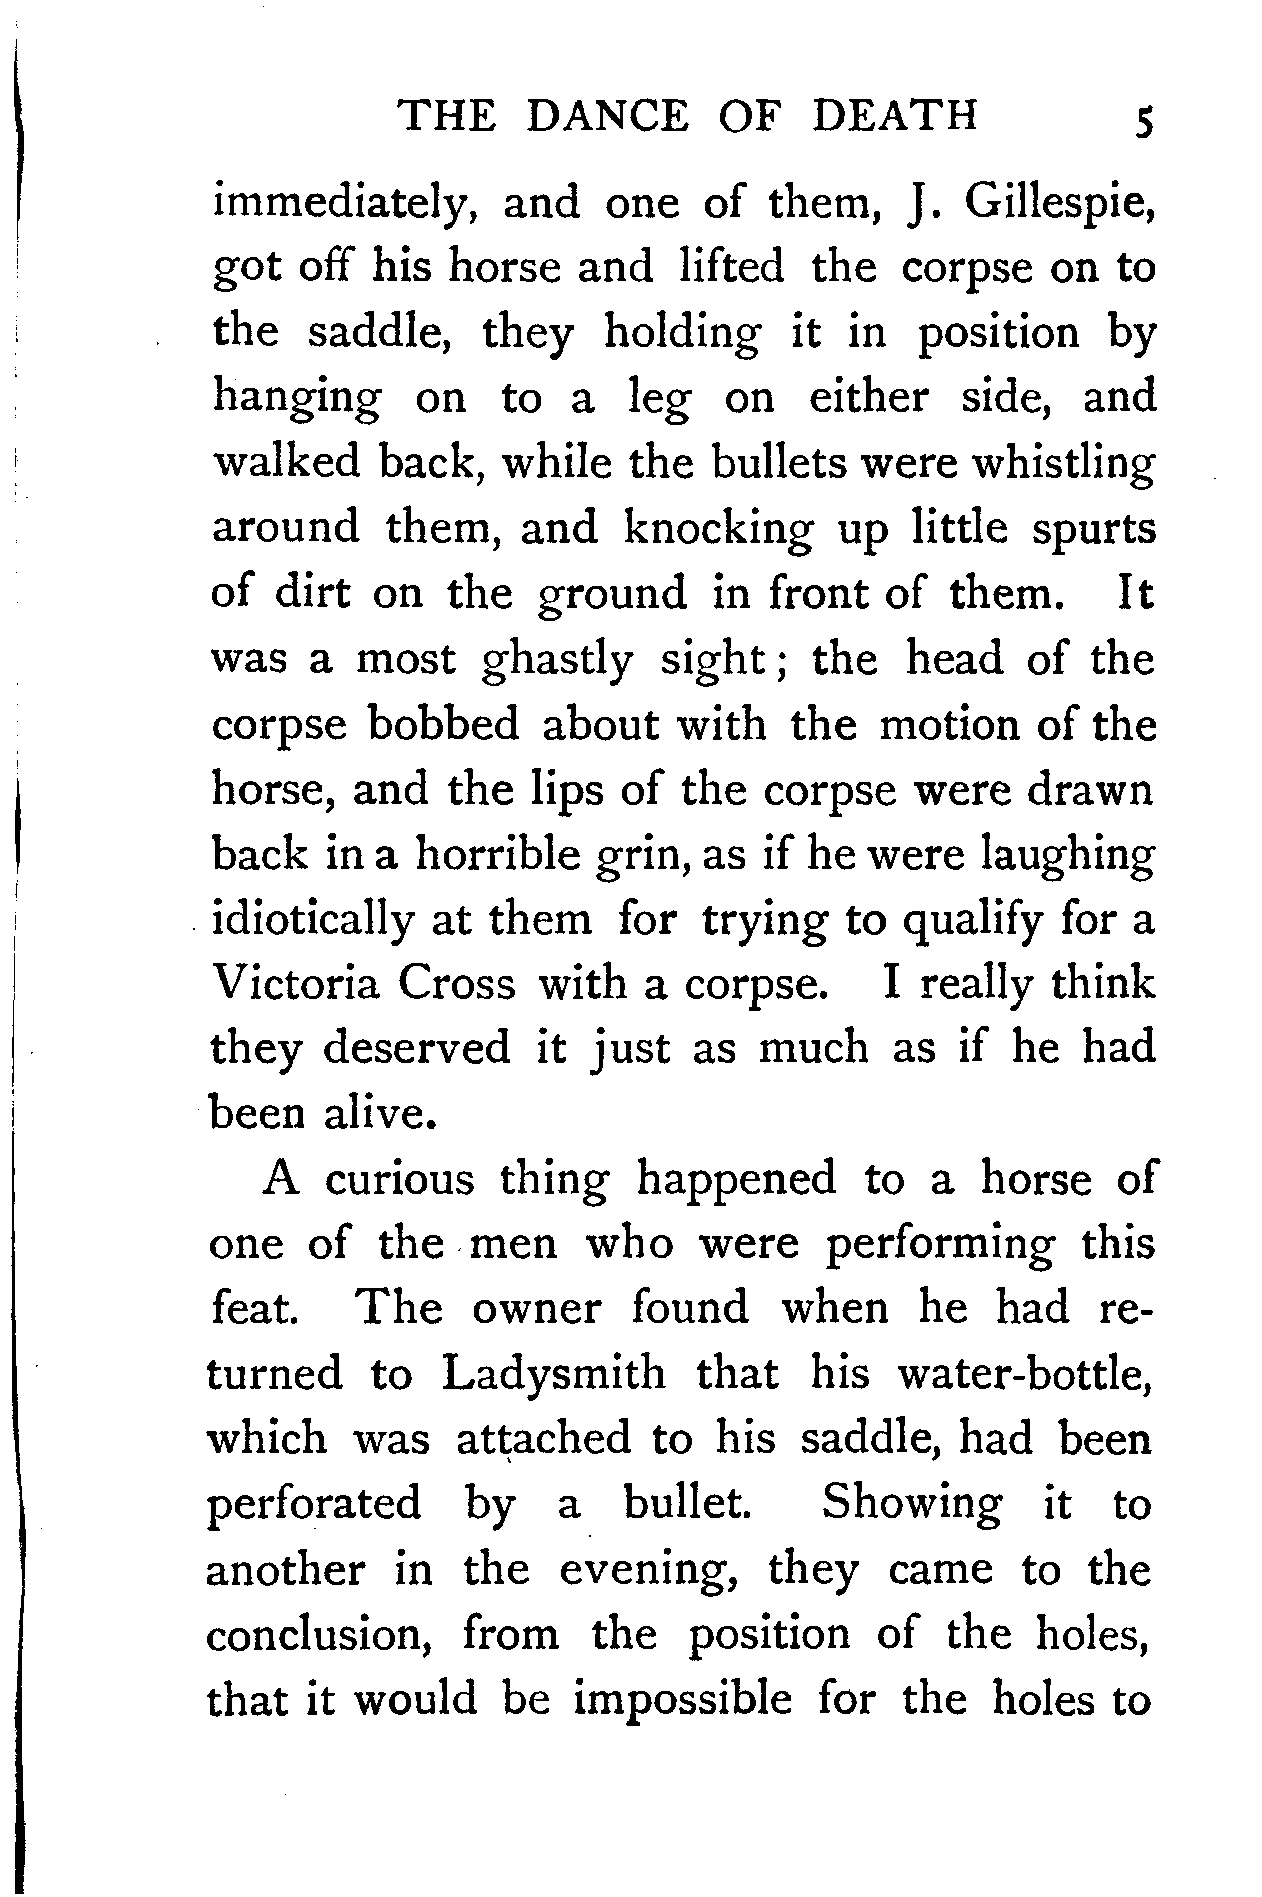 THE DANCE OF DEATH 5
immediately, and one of them, J. Gillespie,
got off his horse and lifted the corpse on to
the saddle, they holding it in position by
hanging on to a leg on either side, and
walked back, while the bullets were whistling
around them, and knocking up little spurts
of dirt on the ground in front of them. It
was a most ghastly sight; the head of the
corpse bobbed about with the motion of the
horse, and the lips of the corpse were drawn
back in a horrible grin, as if he were laughing
idiotically at them for trying to qualify for a
Victoria Cross with a corpse. I really think
they deserved it just as much as if he had
been alive.
A curious thing happened to a horse of
one of the men who were performing this
feat. The owner found when he had re-
turned to Ladysmith that his water-bottle,
which was attached to his saddle, had been
perforated by a bullet. Showing it to
another in the evening, they came to the
conclusion, from the position of the holes,
that it would be impossible for the holes to